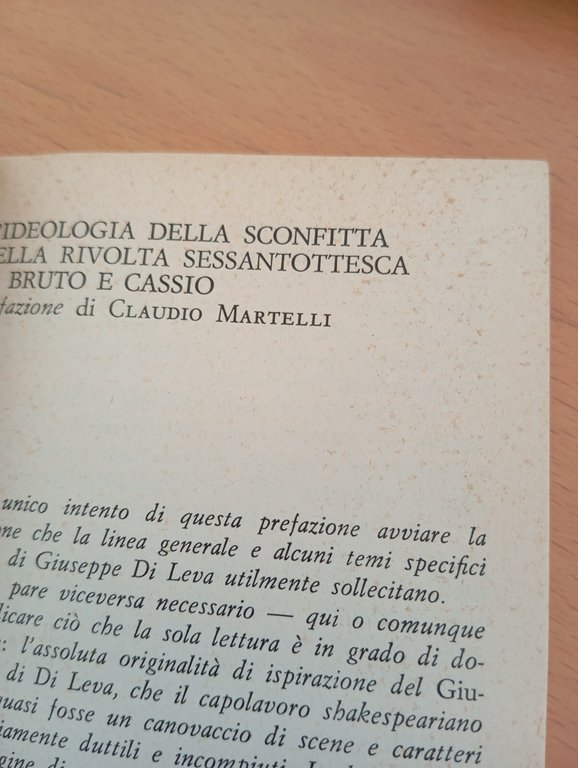 'IDEOLOGIA DELLA SCONFITTA
ELLA RIVOLTA SESSANTOTTESCA
BRUTO E CASSIO
fazione di CLAUDIO MARTELLI
unico intento di questa prefazione avviare la
ne che la linea generale e alcuni temi specifici
di Giuseppe Di Leva utilmente sollecitano.
pare viceversa necessario — qui o comunque
licare ciò che la sola lettura è in grado di do-
: l'assoluta originalità di ispirazione del Giu-
di Di Leva, che il capolavoro shakespeariano
quasi fosse un canovaccio di scene e caratteri
iamente duttili e incompiuti.
gine di